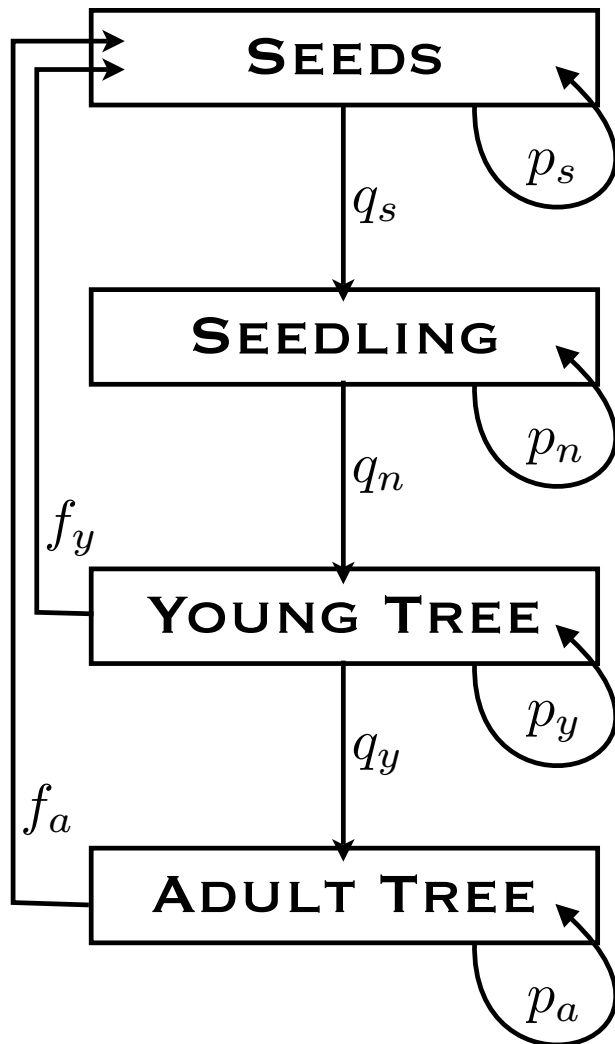 SEEDS
p_s
q_s
SEEDLING
p_n
q_n
f_y
YOUNG TREE
p_y
q_y
f_a
ADULT TREE
p_a